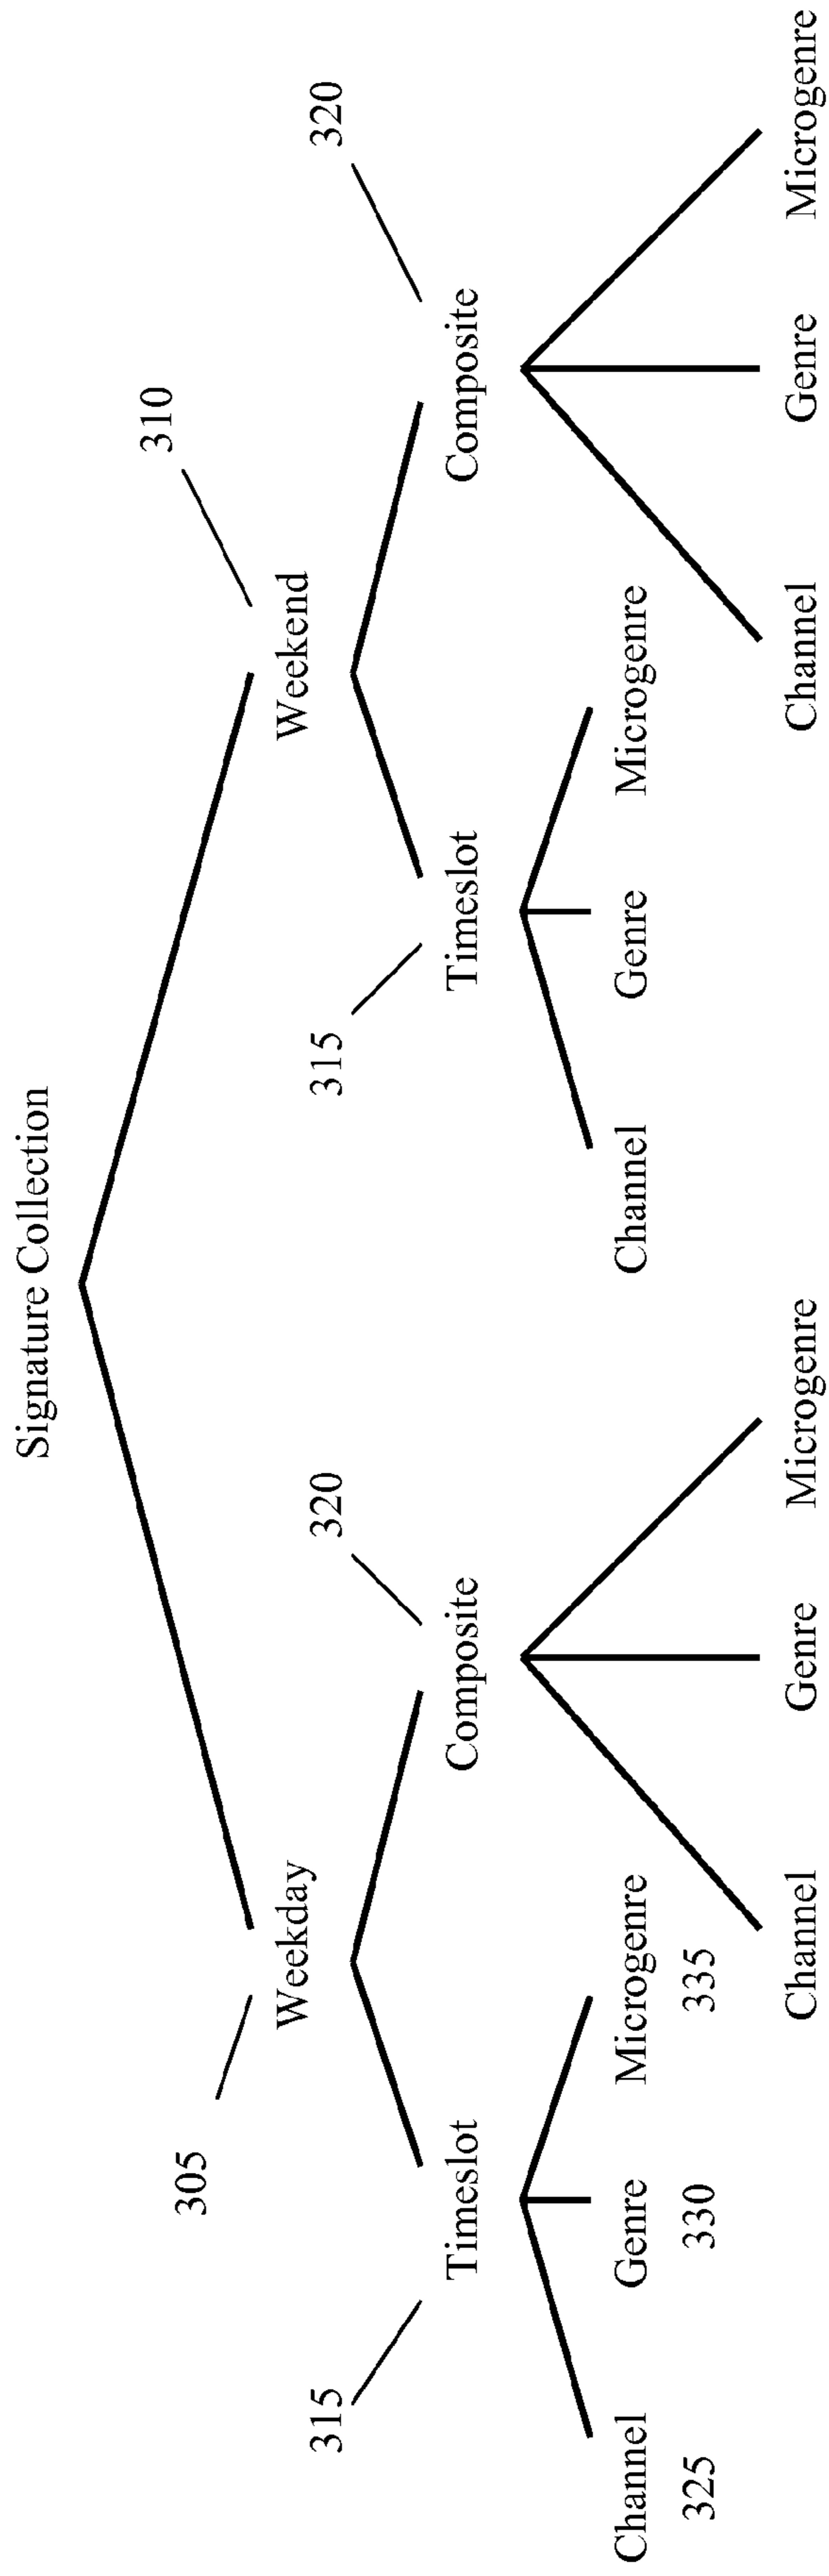 Signature Collection
310
305
Weekday
Weekend
315
320
315
320
Timeslot
Composite
Timeslot
Composite
Channel
Genre
Microgenre
Channel
Genre
Microgenre
325
330
335
Channel
Genre
Microgenre
Channel
Genre
Microgenre